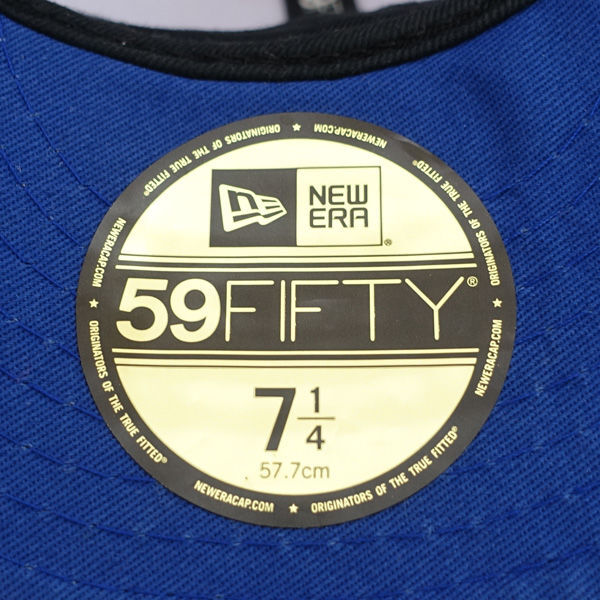 NEW
ERA
®
59FIFTY®
7 1/4
57.7cm
ORIGINATORS OF THE TRUE FITTED® ★ NEWERACAP.COM
ORIGINATORS OF THE TRUE FITTED® ★ NEWERACAP.COM
ORIGINATORS OF THE TRUE FITTED®
NEWERACAP.COM ★ ORIGINATORS OF THE TRUE FITTED®
NEWERACAP.COM ★